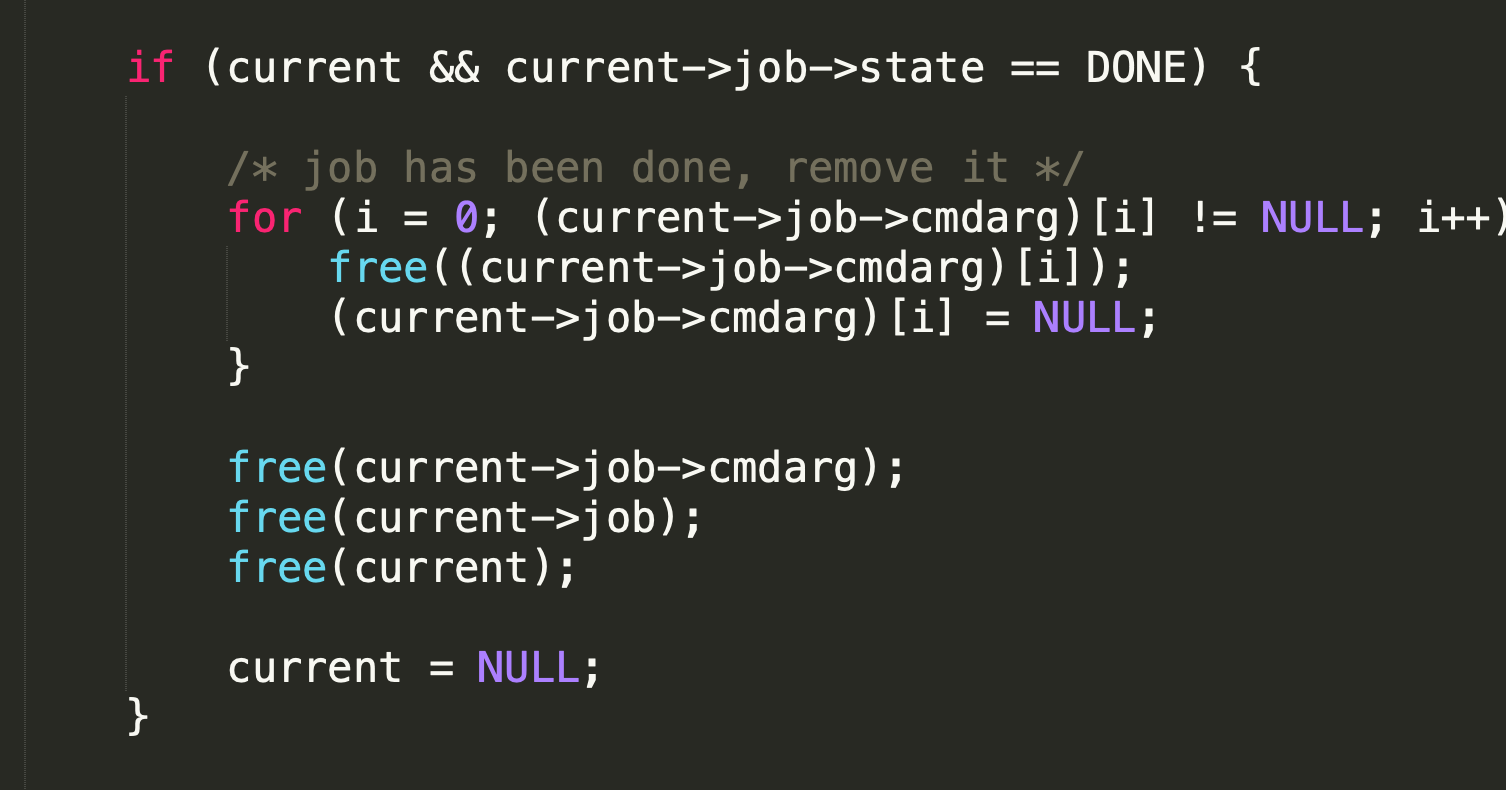 if (current && current->job->state == DONE) {
/* job has been done, remove it */
for (i = 0; (current->job->cmdarg)[i] != NULL; i++)
free((current->job->cmdarg)[i]);
(current->job->cmdarg)[i] = NULL;
}
free(current->job->cmdarg);
free(current->job);
free(current);
current = NULL;
}